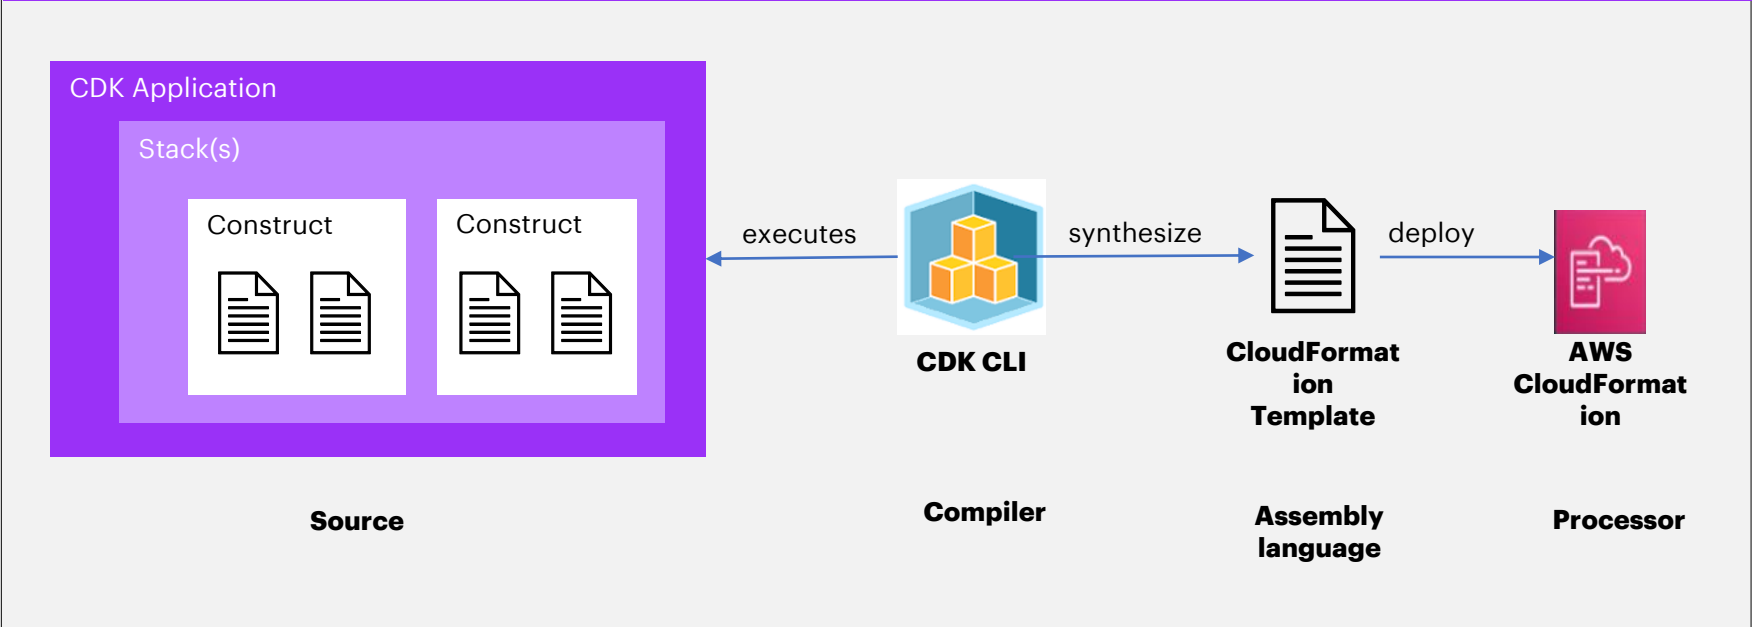 CDK Application
Stack(s)
Construct
Construct
executes
synthesize
deploy
CDK CLI
CloudFormat
ion
Template
AWS
CloudFormat
ion
Source
Compiler
Assembly
language
Processor